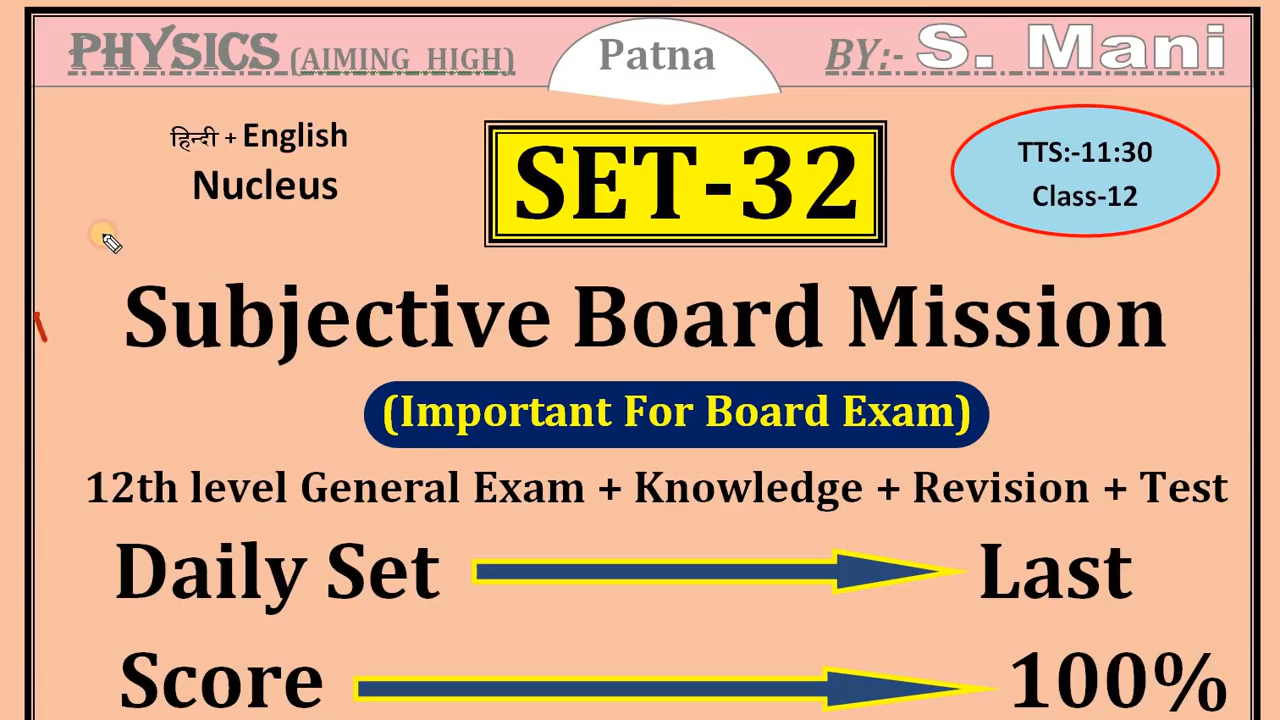 PHYSICS (AIMING HIGH) Patna BY:- S. Mani
हिन्दी + English
Nucleus
SET-32
TTS:-11:30
Class-12
Subjective Board Mission
(Important For Board Exam)
12th level General Exam + Knowledge + Revision + Test
Daily Set Last
Score 100%